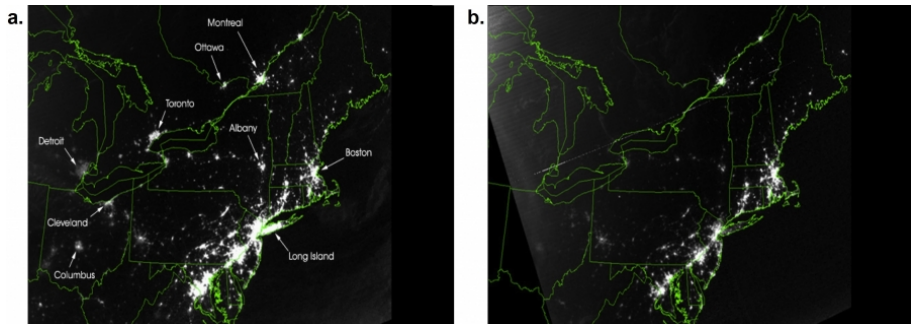 a.
b.
Montreal
Ottawa
Toronto
Albany
Detroit
Boston
Cleveland
Long Island
Columbus